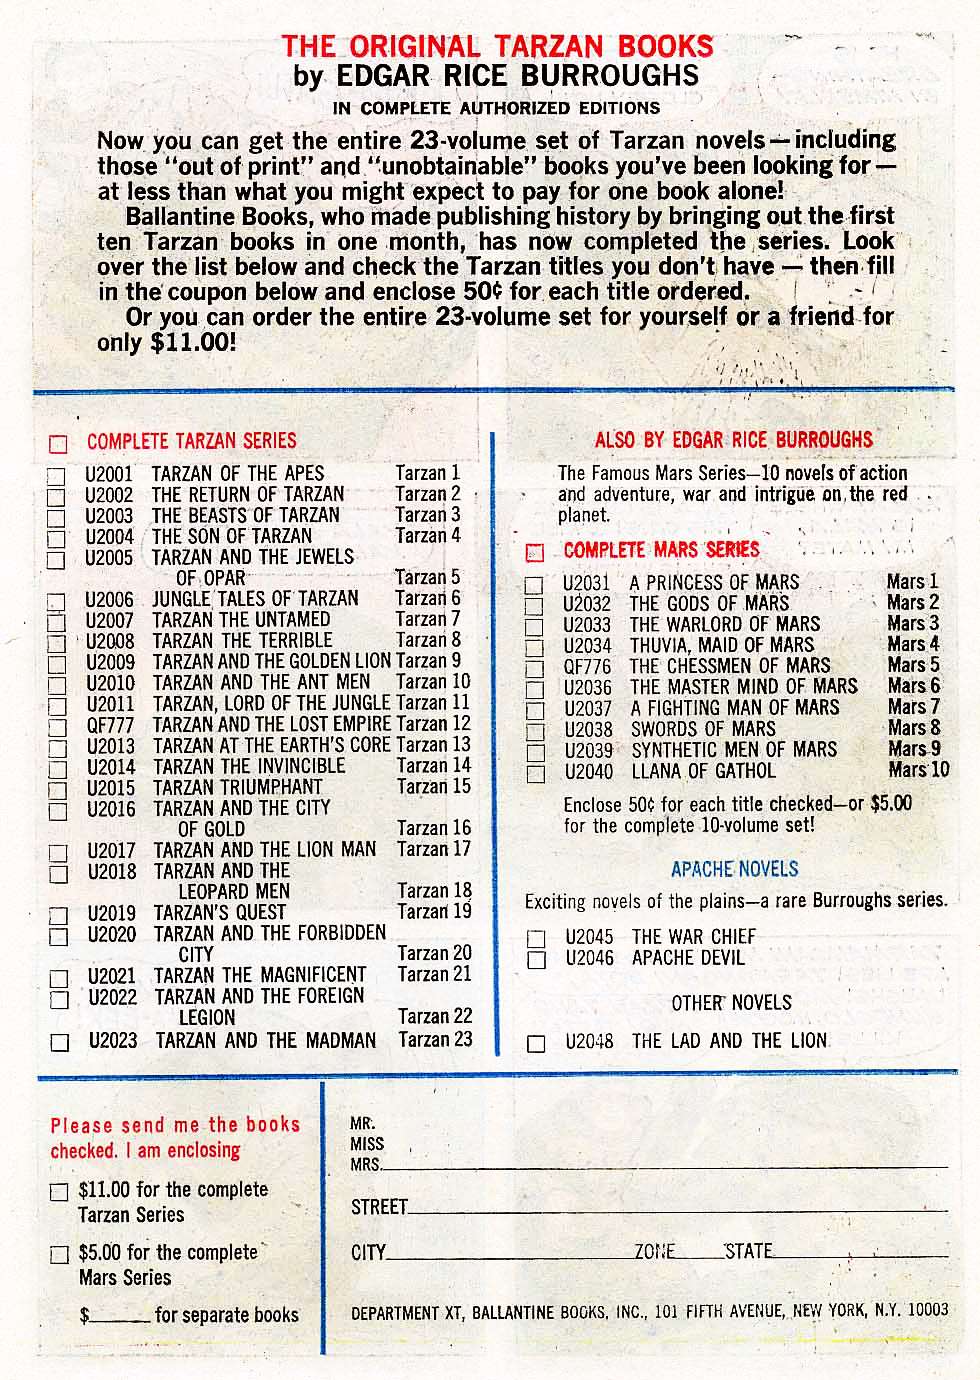 THE ORIGINAL TARZAN BOOKS
by EDGAR RICE BURROUGHS
IN COMPLETE AUTHORIZED EDITIONS
Now you can get the entire 23-volume set of Tarzan novels—including
those "out of print" and "unobtainable" books you've been looking for—
at less than what you might expect to pay for one book alone!
Ballantine Books, who made publishing history by bringing out the first
ten Tarzan books in one month, has now completed the series. Look
over the list below and check the Tarzan titles you don't have — then fill
in the coupon below and enclose 50¢ for each title ordered.
Or you can order the entire 23-volume set for yourself or a friend for
only $11.00!
COMPLETE TARZAN SERIES
U2001 TARZAN OF THE APES Tarzan 1
U2002 THE RETURN OF TARZAN Tarzan 2
U2003 THE BEASTS OF TARZAN Tarzan 3
U2004 THE SON OF TARZAN Tarzan 4
U2005 TARZAN AND THE JEWELS
OF OPAR Tarzan 5
U2006 JUNGLE TALES OF TARZAN Tarzan 6
U2007 TARZAN THE UNTAMED Tarzan 7
U2008 TARZAN THE TERRIBLE Tarzan 8
U2009 TARZAN AND THE GOLDEN LION Tarzan 9
U2010 TARZAN AND THE ANT MEN Tarzan 10
U2011 TARZAN, LORD OF THE JUNGLE Tarzan 11
QF777 TARZAN AND THE LOST EMPIRE Tarzan 12
U2013 TARZAN AT THE EARTH'S CORE Tarzan 13
U2014 TARZAN THE INVINCIBLE Tarzan 14
U2015 TARZAN TRIUMPHANT Tarzan 15
U2016 TARZAN AND THE CITY
OF GOLD Tarzan 16
U2017 TARZAN AND THE LION MAN Tarzan 17
U2018 TARZAN AND THE
LEOPARD MEN Tarzan 18
U2019 TARZAN'S QUEST Tarzan 19
U2020 TARZAN AND THE FORBIDDEN
CITY Tarzan 20
U2021 TARZAN THE MAGNIFICENT Tarzan 21
U2022 TARZAN AND THE FOREIGN
LEGION Tarzan 22
U2023 TARZAN AND THE MADMAN Tarzan 23
ALSO BY EDGAR RICE BURROUGHS
The Famous Mars Series—10 novels of action
and adventure, war and intrigue on the red
planet.
COMPLETE MARS SERIES
U2031 A PRINCESS OF MARS Mars 1
U2032 THE GODS OF MARS Mars 2
U2033 THE WARLORD OF MARS Mars 3
U2034 THUVIA, MAID OF MARS Mars 4
QF776 THE CHESSMEN OF MARS Mars 5
U2036 THE MASTER MIND OF MARS Mars 6
U2037 A FIGHTING MAN OF MARS Mars 7
U2038 SWORDS OF MARS Mars 8
U2039 SYNTHETIC MEN OF MARS Mars 9
U2040 LLANA OF GATHOL Mars 10
Enclose 50¢ for each title checked—or $5.00
for the complete 10-volume set!
APACHE NOVELS
Exciting novels of the plains—a rare Burroughs series.
U2045 THE WAR CHIEF
U2046 APACHE DEVIL
OTHER NOVELS
U2048 THE LAD AND THE LION
Please send me the books
checked. I am enclosing
$11.00 for the complete
Tarzan Series
$5.00 for the complete
Mars Series
$______ for separate books
MR.
MISS
MRS.
STREET
CITY ZONE STATE
DEPARTMENT XT, BALLANTINE BOOKS, INC., 101 FIFTH AVENUE, NEW YORK, N.Y. 10003